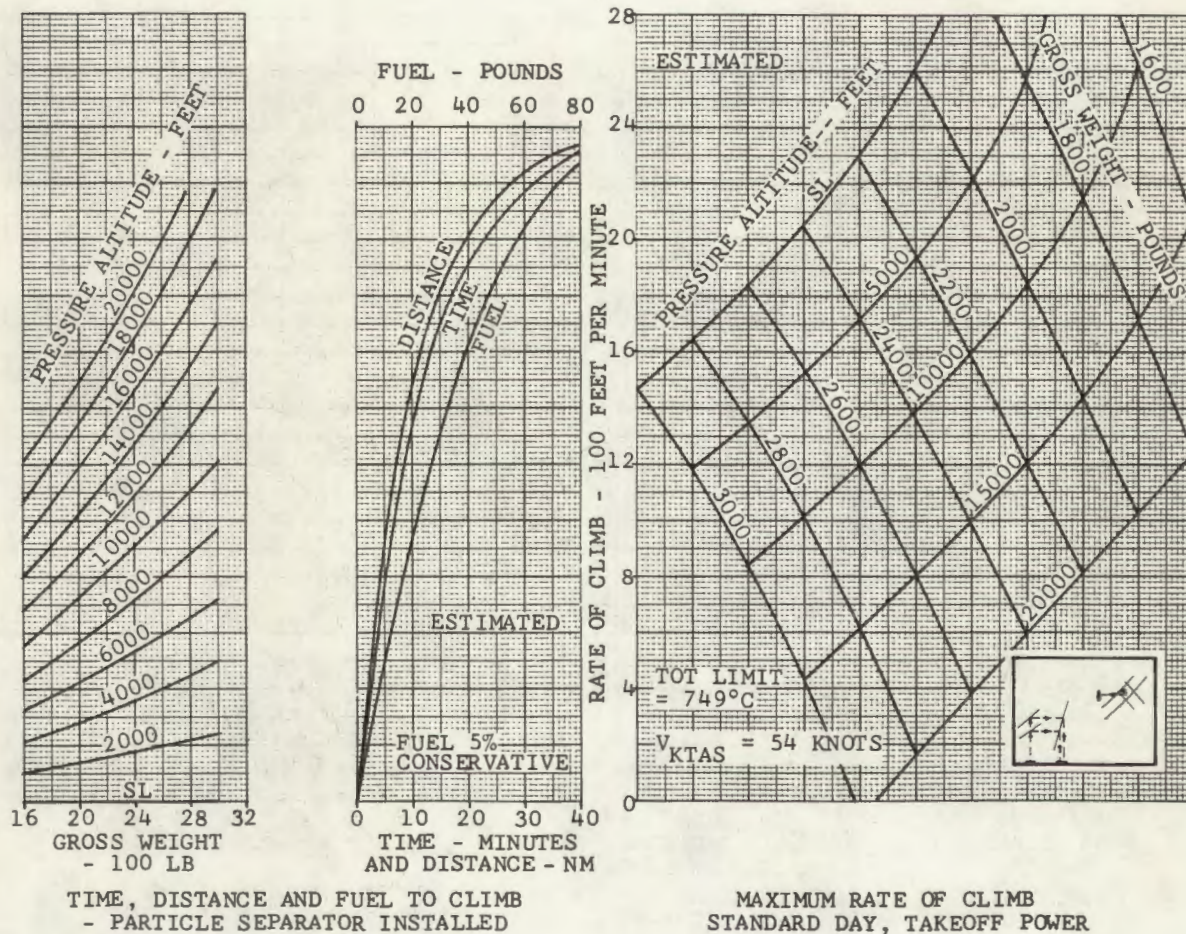 PRESSURE ALTITUDE - FEET
20000
18000
16000
14000
12000
10000
8000
6000
4000
2000
SL
16 20 24 28 32
GROSS WEIGHT
- 100 LB
FUEL - POUNDS
0 20 40 60 80
DISTANCE
TIME
FUEL
ESTIMATED
FUEL 5%
CONSERVATIVE
0 10 20 30 40
TIME - MINUTES
AND DISTANCE - NM
TIME, DISTANCE AND FUEL TO CLIMB
- PARTICLE SEPARATOR INSTALLED
RATE OF CLIMB - 100 FEET PER MINUTE
28
24
20
16
12
8
4
0
ESTIMATED
PRESSURE ALTITUDE -- FEET
SL
5000
10000
15000
20000
GROSS WEIGHT - POUNDS
1600
1800
2000
2200
2400
2600
2800
3000
TOT LIMIT
= 749°C
VKTAS = 54 KNOTS
MAXIMUM RATE OF CLIMB
STANDARD DAY, TAKEOFF POWER